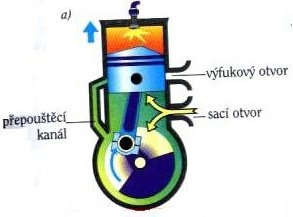 a)
výfukový otvor
sací otvor
přepouštěcí
kanál